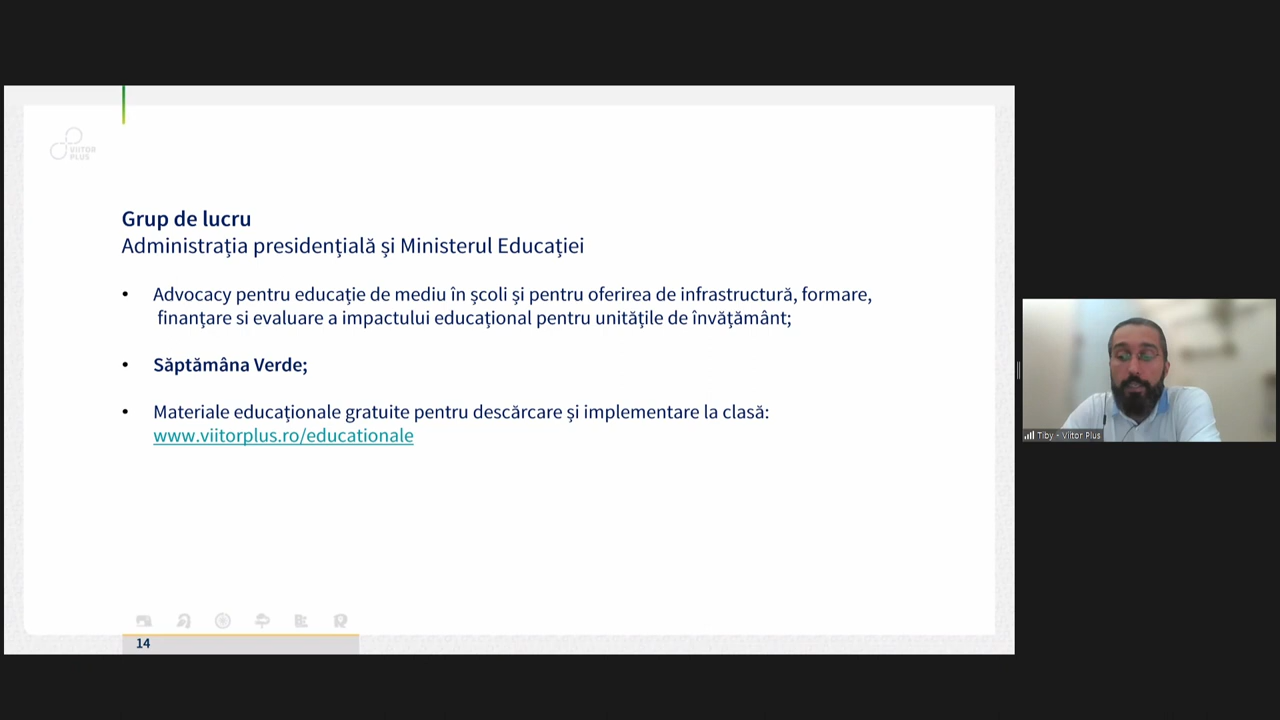 VIITOR
PLUS
Grup de lucru
Administrația presidențială și Ministerul Educației
• Advocacy pentru educație de mediu în școli și pentru oferirea de infrastructură, formare,
finanțare si evaluare a impactului educațional pentru unitățile de învățământ;
• Săptămâna Verde;
• Materiale educaționale gratuite pentru descărcare și implementare la clasă:
www.viitorplus.ro/educationale
14
Tiby - Viitor Plus